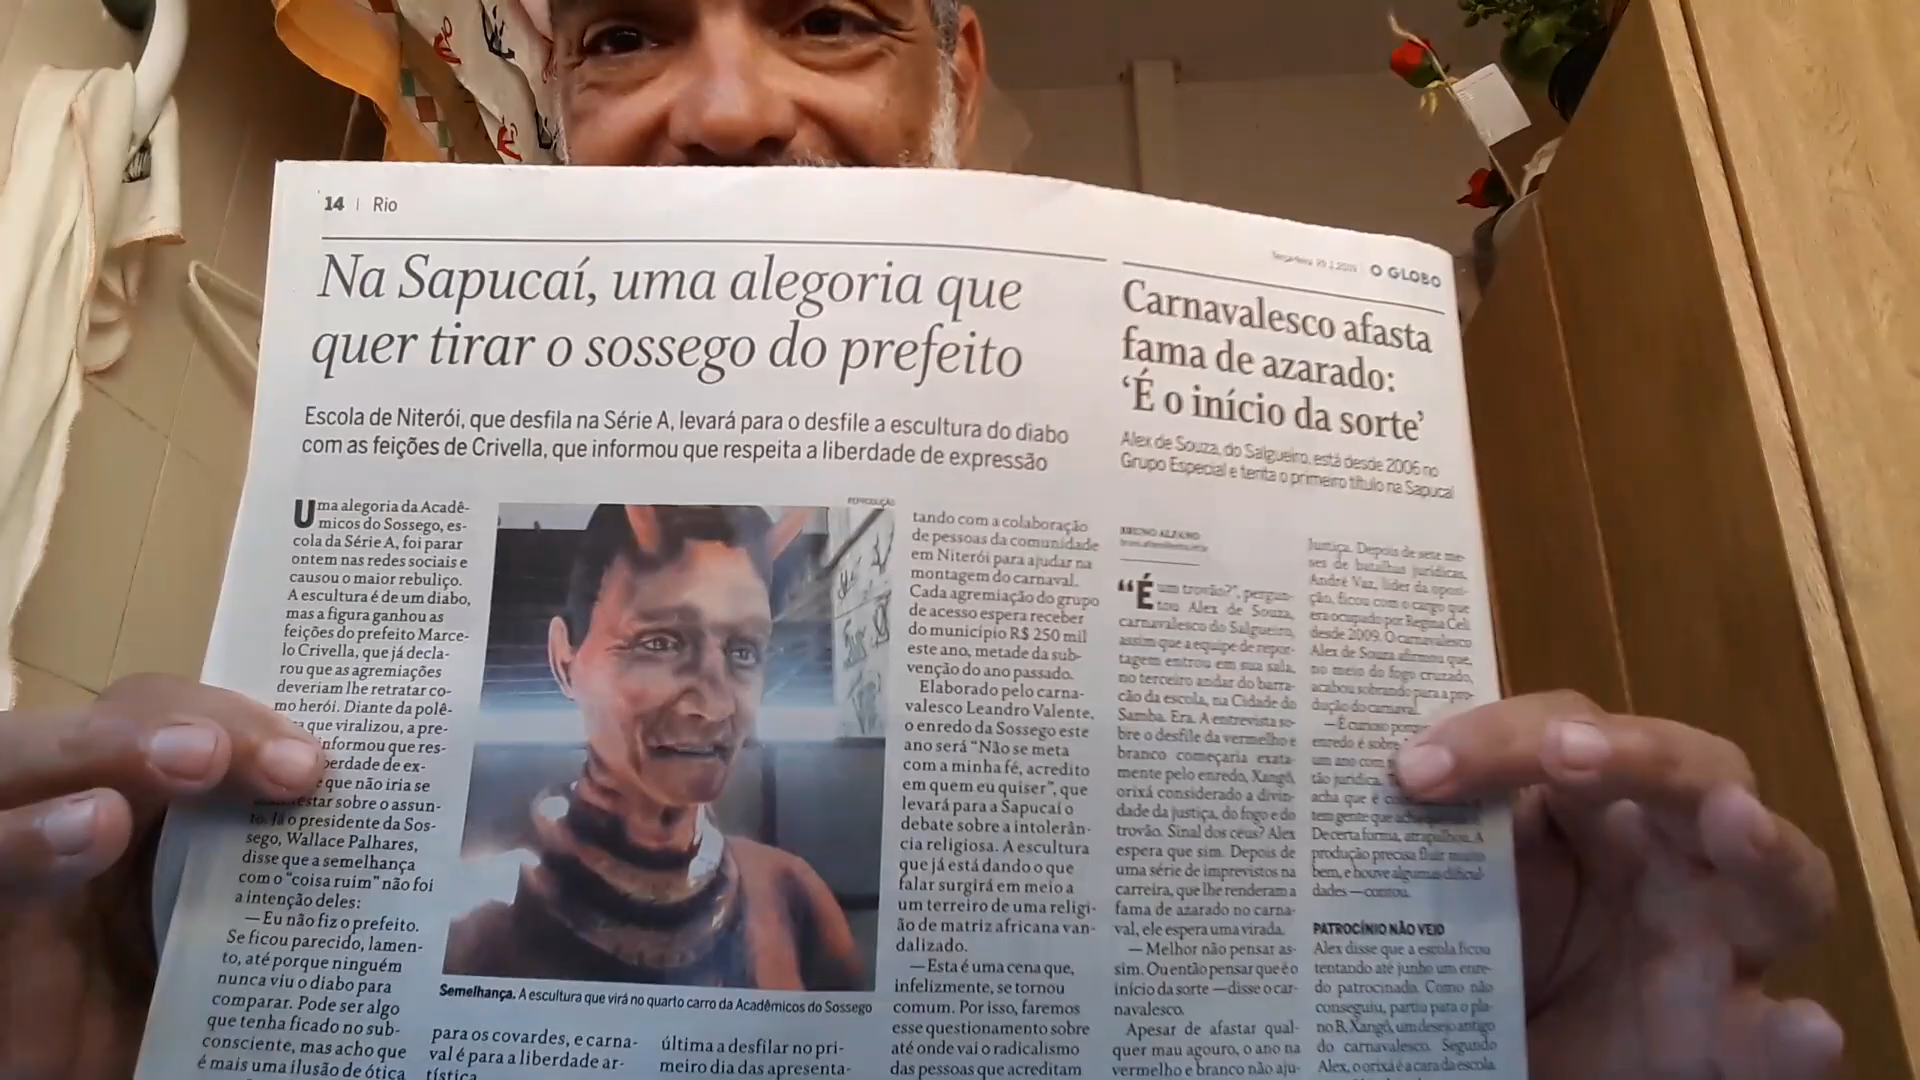 14 | Rio
O GLOBO
Na Sapucaí, uma alegoria que
quer tirar o sossego do prefeito
Escola de Niterói, que desfila na Série A, levará para o desfile a escultura do diabo
com as feições de Crivella, que informou que respeita a liberdade de expressão
Uma alegoria da Acadê-
micos do Sossego, es-
cola da Série A, foi parar
ontem nas redes sociais e
causou o maior rebuliço.
A escultura é de um diabo,
mas a figura ganhou as
feições do prefeito Marce-
lo Crivella, que já decla-
rou que as agremiações
deveriam lhe retratar co-
mo herói. Diante da polê-
que viralizou, a pre-
informou que res-
berdade de ex-
que não iria se
estar sobre o assun-
to. Já o presidente da Sos-
sego, Wallace Palhares,
disse que a semelhança
com o "coisa ruim" não foi
a intenção deles:
—Eu não fiz o prefeito.
Se ficou parecido, lamen-
to, até porque ninguém
nunca viu o diabo para
comparar. Pode ser algo
que tenha ficado no sub-
consciente, mas acho que
é mais uma ilusão de ótica
REPRODUÇÃO
Semelhança. A escultura que virá no quarto carro da Acadêmicos do Sossego
para os covardes, e carna-
val é para a liberdade ar-
tística
última a desfilar no pri-
meiro dia das apresenta-
tando com a colaboração
de pessoas da comunidade
em Niterói para ajudar na
montagem do carnaval.
Cada agremiação do grupo
de acesso espera receber
do município R$ 250 mil
este ano, metade da sub-
venção do ano passado.
Elaborado pelo carna-
valesco Leandro Valente,
o enredo da Sossego este
ano será "Não se meta
com a minha fé, acredito
em quem eu quiser", que
levará para a Sapucaí o
debate sobre a intolerân-
cia religiosa. A escultura
que já está dando o que
falar surgirá em meio a
um terreiro de uma religi-
ão de matriz africana van-
dalizado.
—Esta é uma cena que,
infelizmente, se tornou
comum. Por isso, faremos
esse questionamento sobre
até onde vai o radicalismo
das pessoas que acreditam
Carnavalesco afasta
fama de azarado:
'É o início da sorte'
Alex de Souza, do Salgueiro, está desde 2006 no
Grupo Especial e tenta o primeiro título na Sapucaí
BRUNO ALFANO
"É um trovão?", pergun-
tou Alex de Souza,
carnavalesco do Salgueiro,
assim que a equipe de repor-
tagem entrou em sua sala,
no terceiro andar do barra-
cão da escola, na Cidade do
Samba. Era. A entrevista so-
bre o desfile da vermelho e
branco começaria exata-
mente pelo enredo, Xangô,
orixá considerado a divin-
dade da justiça, do fogo e do
trovão. Sinal dos céus? Alex
espera que sim. Depois de
uma série de imprevistos na
carreira, que lhe renderam a
fama de azarado no carna-
val, ele espera uma virada.
—Melhor não pensar as-
sim. Ou então pensar que é o
início da sorte —disse o car-
navalesco.
Apesar de afastar qual-
quer mau agouro, o ano na
vermelho e branco não aju-
Justiça. Depois de sete me-
ses de batalhas jurídicas,
André Vaz, líder da oposi-
ção, ficou com o cargo que
era ocupado por Regina Celi
desde 2009. O carnavalesco
Alex de Souza afirmou que,
no meio do fogo cruzado,
acabou sobrando para a pro-
dução do carnaval.
—É curioso porque
enredo é sobre
um ano com
tão jurídica.
acha que é
tem gente que
De certa forma, atrapalhou. A
produção precisa fluir muito
bem, e houve algumas dificul-
dades —contou.
PATROCÍNIO NÃO VEIO
Alex disse que a escola ficou
tentando até junho um enre-
do patrocinado. Como não
conseguiu, partiu para o pla-
no B, Xangô, um desejo antigo
do carnavalesco. Segundo
Alex, o orixá é a cara da escola.